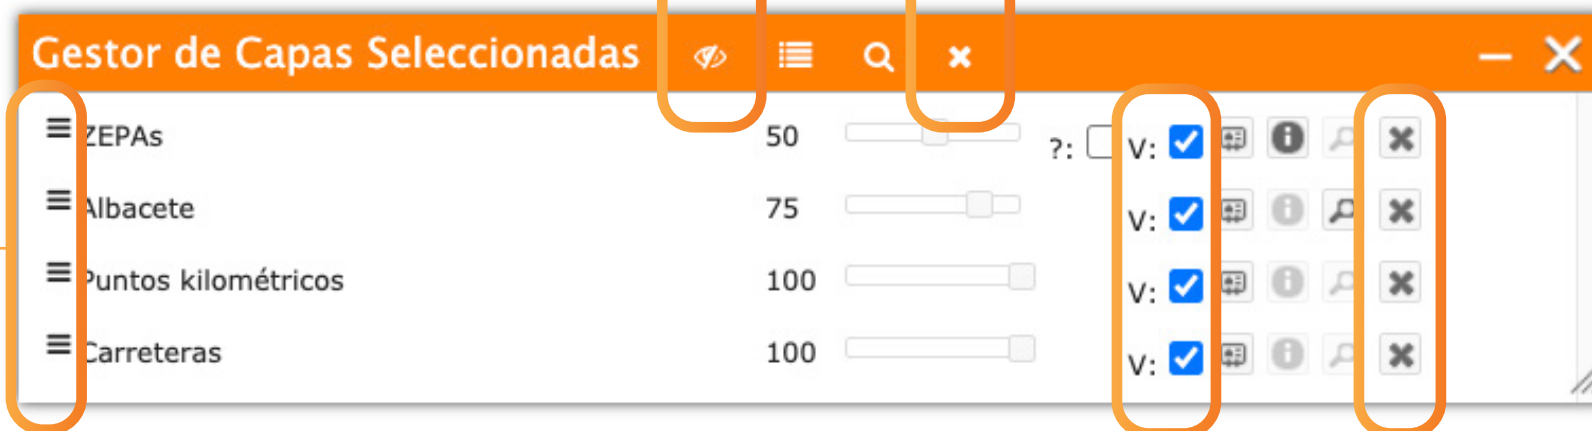 Gestor de Capas Seleccionadas
ZEPAs 50 ?: V:
Albacete 75 V:
Puntos kilométricos 100 V:
Carreteras 100 V: